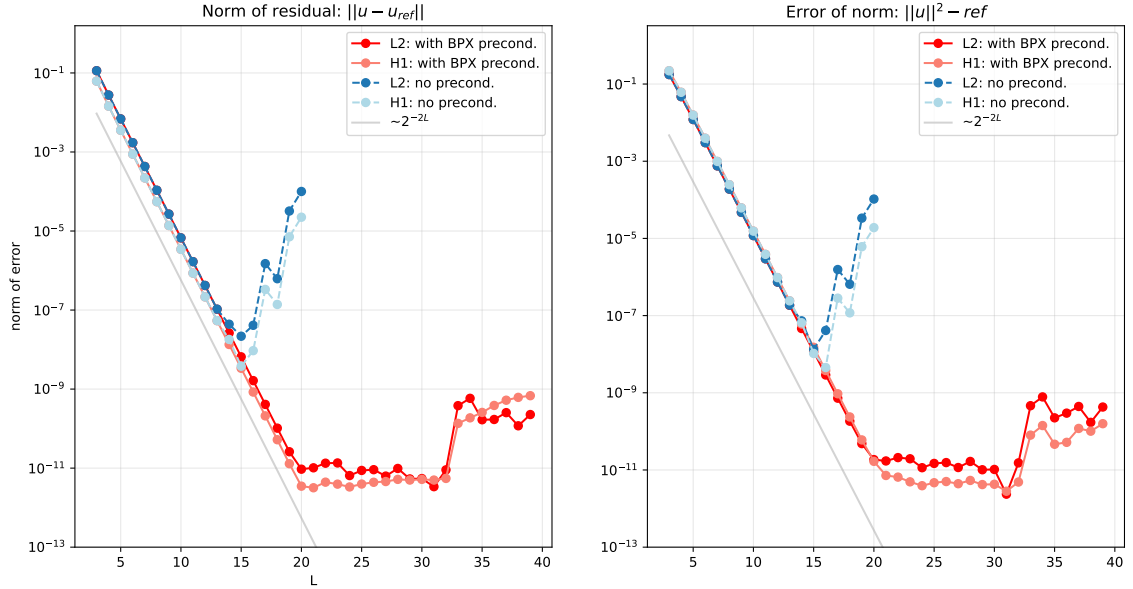 Norm of residual: ||u − u_ref||
L2: with BPX precond.
H1: with BPX precond.
L2: no precond.
H1: no precond.
~2^{−2L}
norm of error
10^{−1}
10^{−3}
10^{−5}
10^{−7}
10^{−9}
10^{−11}
10^{−13}
5 10 15 20 25 30 35 40
L
Error of norm: ||u||^2 − ref
L2: with BPX precond.
H1: with BPX precond.
L2: no precond.
H1: no precond.
~2^{−2L}
10^{−1}
10^{−3}
10^{−5}
10^{−7}
10^{−9}
10^{−11}
10^{−13}
5 10 15 20 25 30 35 40